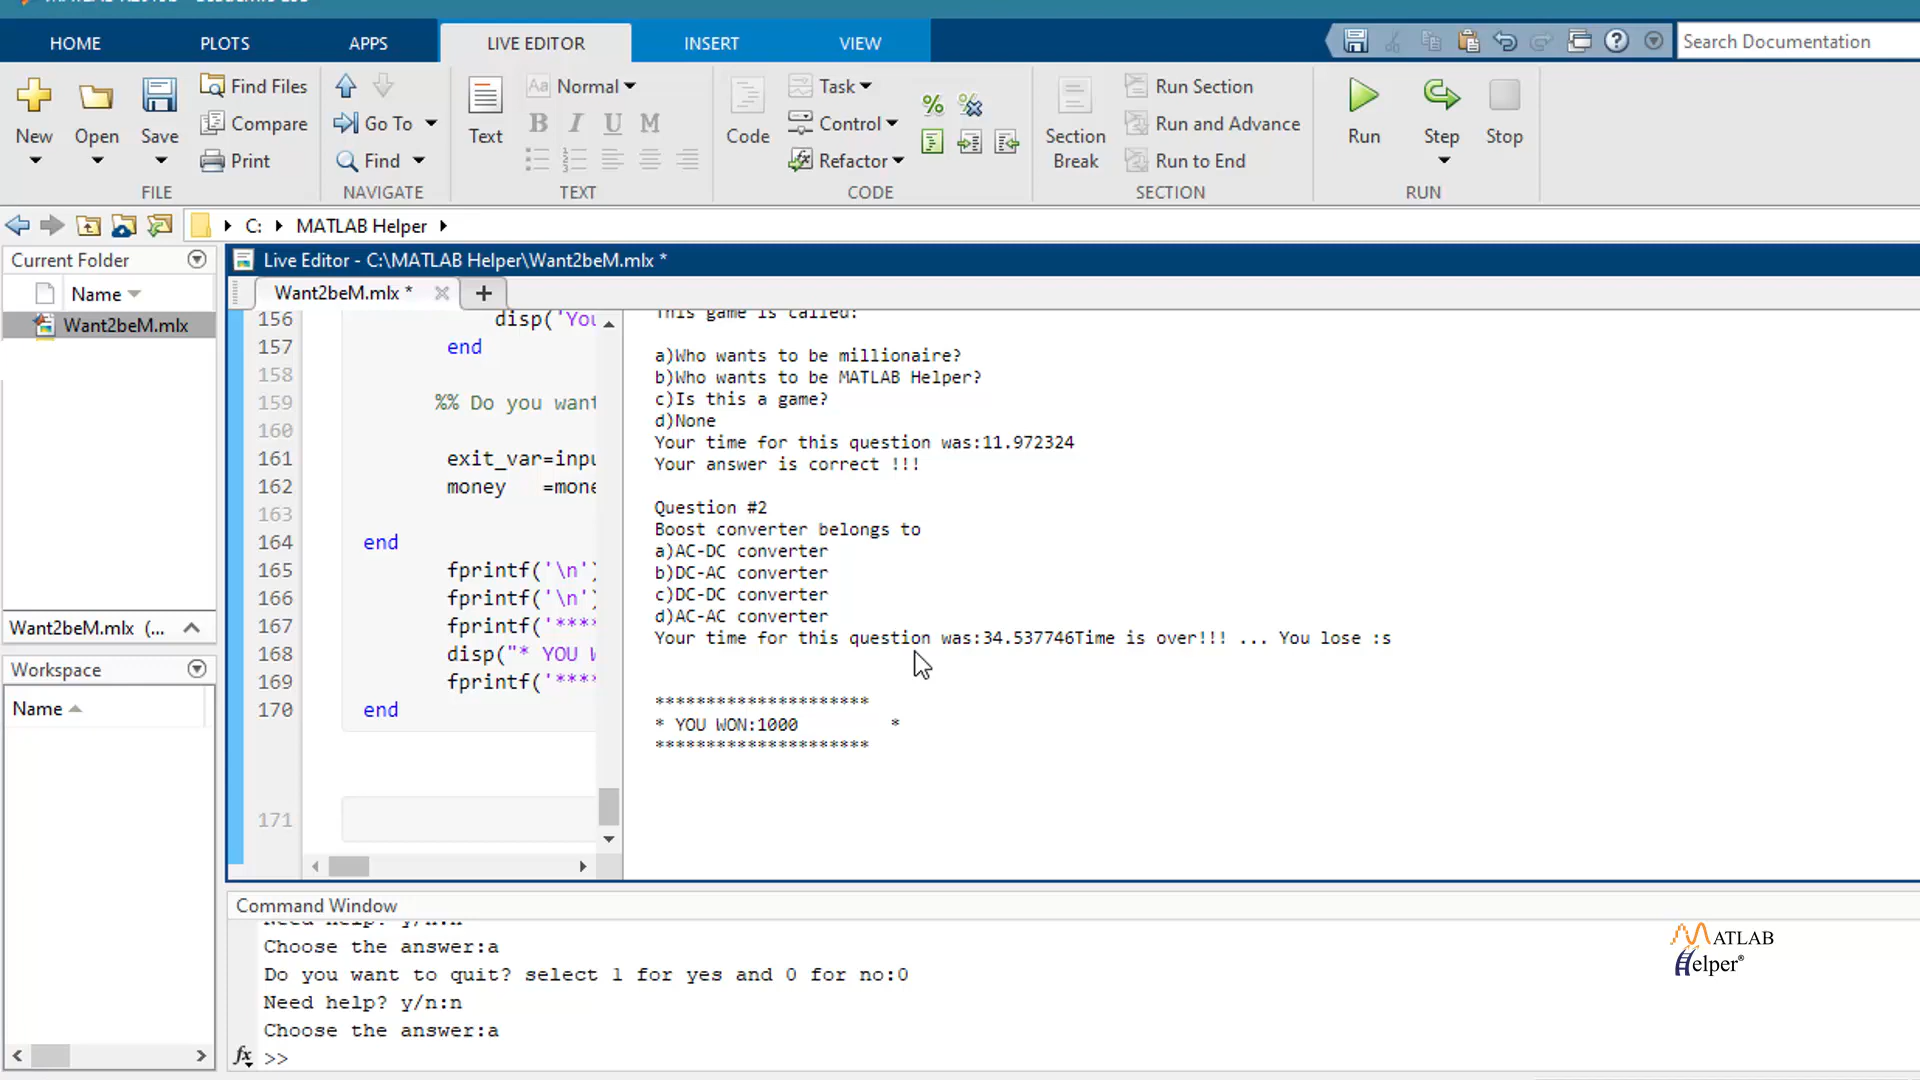 HOME
PLOTS
APPS
LIVE EDITOR
INSERT
VIEW
Search Documentation
New
Open
Save
Find Files
Compare
Print
FILE
Go To
Find
NAVIGATE
Text
Aa Normal
B I U M
TEXT
Code
Task
Control
Refactor
CODE
Section
Break
Run Section
Run and Advance
Run to End
SECTION
Run
Step
Stop
RUN
C:
MATLAB Helper
Current Folder
Name
Want2beM.mlx
Want2beM.mlx (...
Workspace
Name
Live Editor - C:\MATLAB Helper\Want2beM.mlx *
Want2beM.mlx *
156 disp('You
157 end
158
159 %% Do you want
160
161 exit_var=inpu
162 money =mone
163
164 end
165 fprintf('\n')
166 fprintf('\n')
167 fprintf('****
168 disp("* YOU W
169 fprintf('****
170 end
171
This game is called:
a)Who wants to be millionaire?
b)Who wants to be MATLAB Helper?
c)Is this a game?
d)None
Your time for this question was:11.972324
Your answer is correct !!!
Question #2
Boost converter belongs to
a)AC-DC converter
b)DC-AC converter
c)DC-DC converter
d)AC-AC converter
Your time for this question was:34.537746Time is over!!! ... You lose :s
*********************
* YOU WON:1000 *
*********************
Command Window
Need help? y/n:n
Choose the answer:a
Do you want to quit? select 1 for yes and 0 for no:0
Need help? y/n:n
Choose the answer:a
fx >>
MATLAB
Helper®